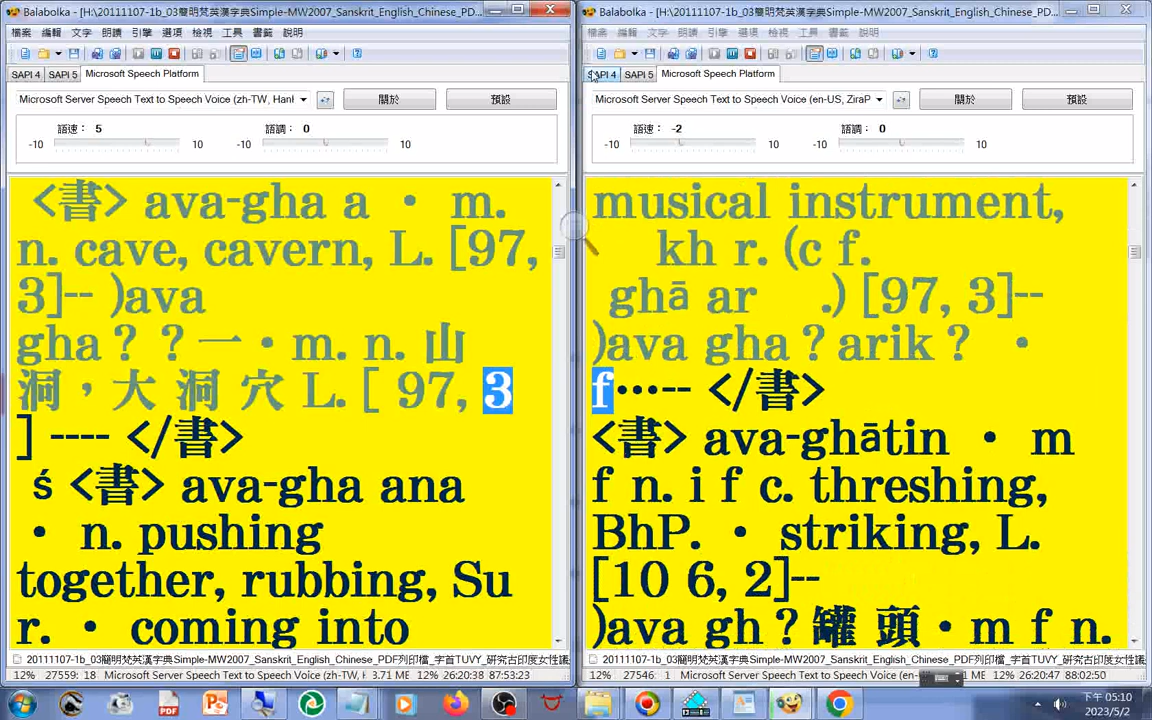 Balabolka - [H:\20111107-1b_03簡明梵英漢字典Simple-MW2007_Sanskrit_English_Chinese_PD...
檔案 編輯 文字 朗讀 引擎 選項 檢視 工具 書籤 說明
SAPI 4 SAPI 5 Microsoft Speech Platform
Microsoft Server Speech Text to Speech Voice (zh-TW, Han 關於 預設
語速: 5 語調: 0
-10 10 -10 10
<書> ava-gha a • m.
n. cave, cavern, L. [97,
3]-- )ava
gha？？一•m. n. 山
洞，大 洞 穴 L. [ 97, 3
] ---- </書>
ś <書> ava-gha ana
• n. pushing
together, rubbing, Su
r. • coming into
20111107-1b_03簡明梵英漢字典Simple-MW2007_Sanskrit_English_Chinese_PDF列印檔_字首TUVY_研究古印度女性議
12% 27559: 18 Microsoft Server Speech Text to Speech Voice (zh-TW, H 3.71 ME 12% 26:20:38 87:53:23
Balabolka - [H:\20111107-1b_03簡明梵英漢字典Simple-MW2007_Sanskrit_English_Chinese_PD...
檔案 編輯 文字 朗讀 引擎 選項 檢視 工具 書籤 說明
SAPI 4 SAPI 5 Microsoft Speech Platform
Microsoft Server Speech Text to Speech Voice (en-US, ZiraP 關於 預設
語速: -2 語調: 0
-10 10 -10 10
musical instrument,
kh r. (c f.
ghā ar .) [97, 3]--
)ava gha？arik？ •
f…-- </書>
<書> ava-ghātin • m
f n. i f c. threshing,
BhP. • striking, L.
[10 6, 2]--
)ava gh？罐 頭•m f n.
20111107-1b_03簡明梵英漢字典Simple-MW2007_Sanskrit_English_Chinese_PDF列印檔_字首TUVY_研究古印度女性議
12% 27546: 1 Microsoft Server Speech Text to Speech Voice (en-US 12% 26:20:47 88:02:50
下午 05:10
2023/5/2